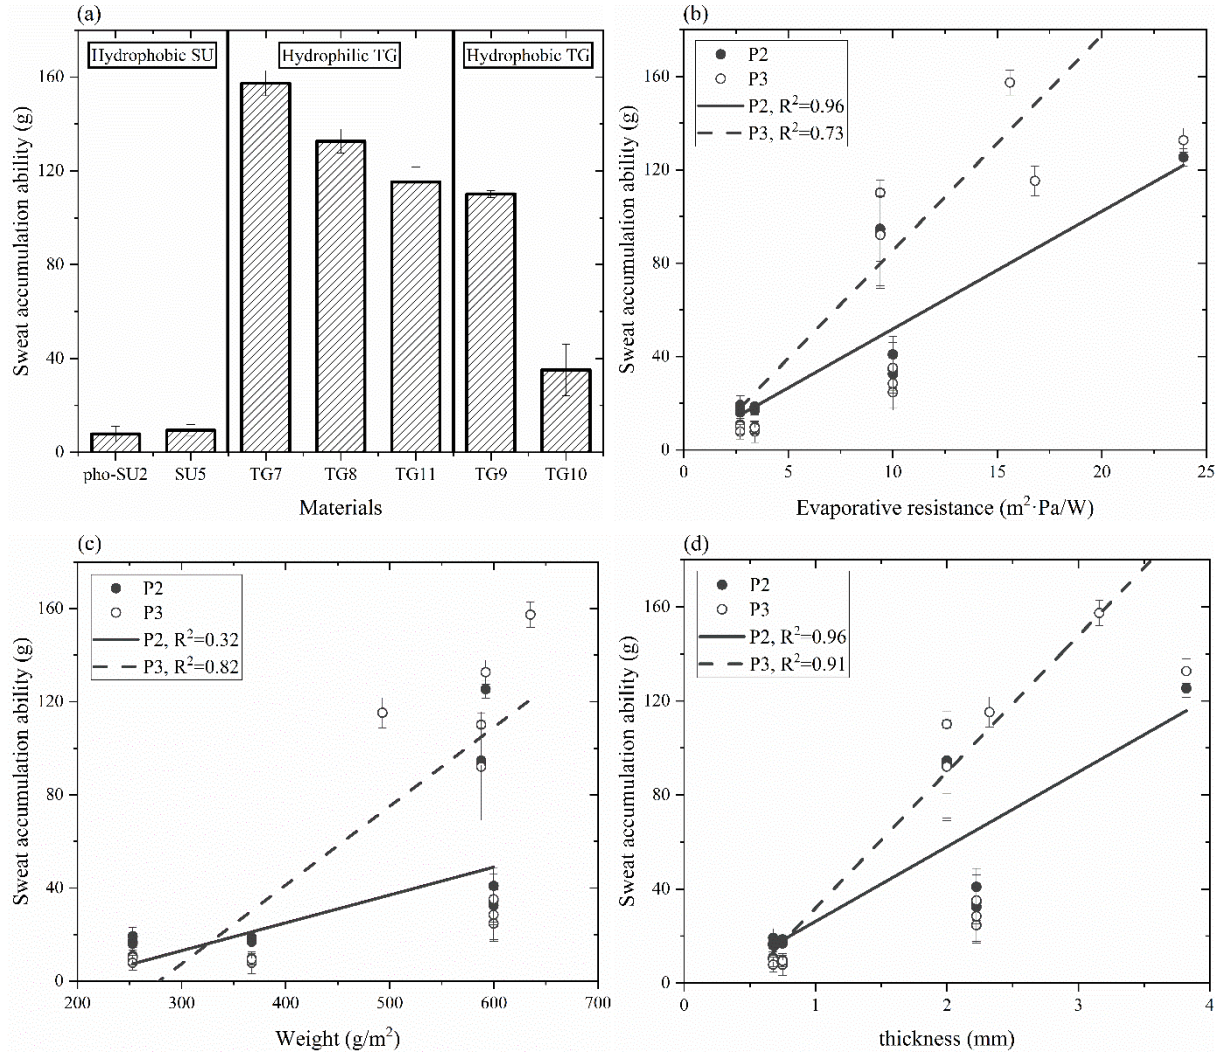 (a)
Hydrophobic SU
Hydrophilic TG
Hydrophobic TG
160
120
80
40
0
Sweat accumulation ability (g)
pho-SU2
SU5
TG7
TG8
TG11
TG9
TG10
Materials
(b)
P2
P3
P2, R²=0.96
P3, R²=0.73
160
120
80
40
0
Sweat accumulation ability (g)
0
5
10
15
20
25
Evaporative resistance (m²·Pa/W)
(c)
P2
P3
P2, R²=0.32
P3, R²=0.82
160
120
80
40
0
Sweat accumulation ability (g)
200
300
400
500
600
700
Weight (g/m²)
(d)
P2
P3
P2, R²=0.96
P3, R²=0.91
160
120
80
40
0
Sweat accumulation ability (g)
0
1
2
3
4
thickness (mm)